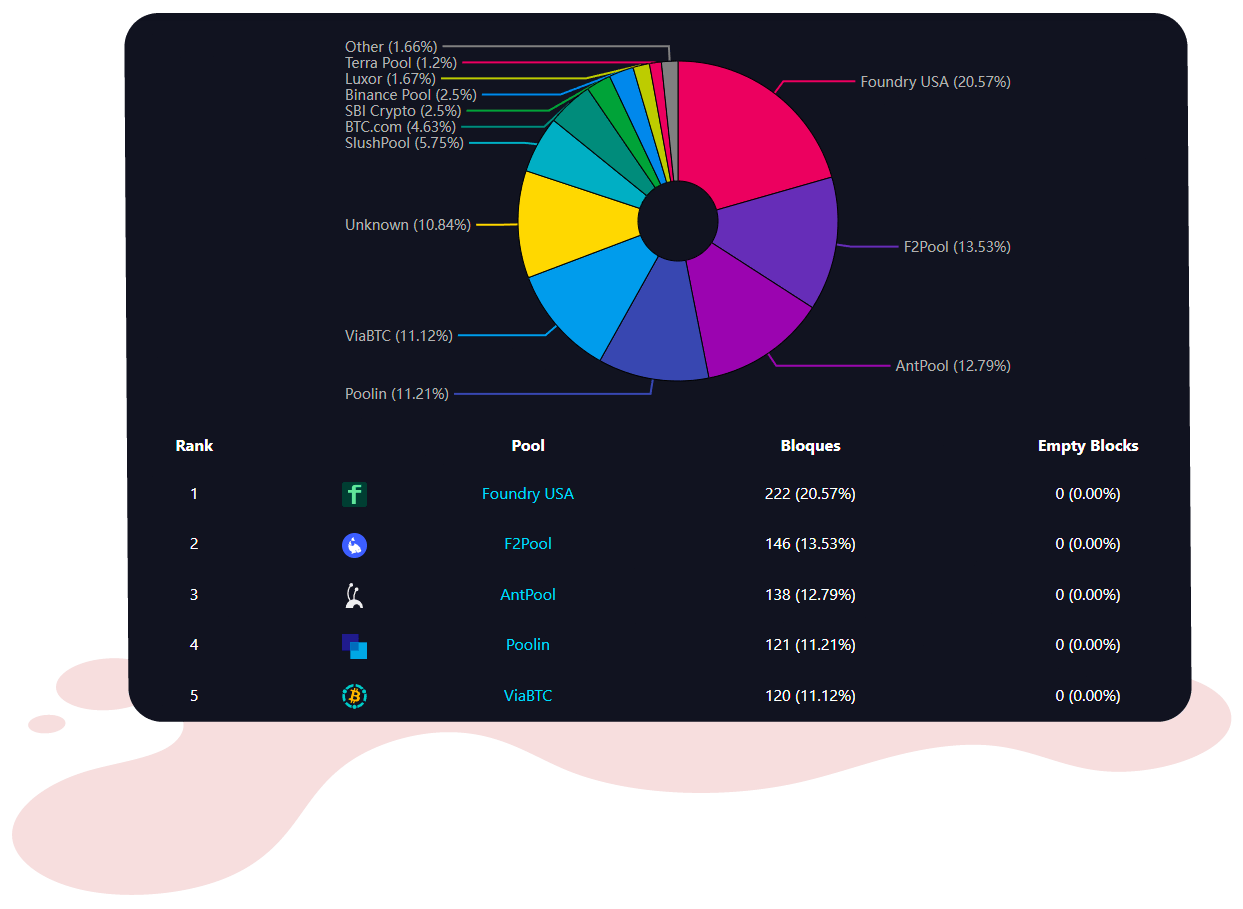 Other (1.66%)
Terra Pool (1.2%)
Luxor (1.67%)
Binance Pool (2.5%)
SBI Crypto (2.5%)
BTC.com (4.63%)
SlushPool (5.75%)
Unknown (10.84%)
ViaBTC (11.12%)
Poolin (11.21%)
Foundry USA (20.57%)
F2Pool (13.53%)
AntPool (12.79%)
Rank Pool Bloques Empty Blocks
1 Foundry USA 222 (20.57%) 0 (0.00%)
2 F2Pool 146 (13.53%) 0 (0.00%)
3 AntPool 138 (12.79%) 0 (0.00%)
4 Poolin 121 (11.21%) 0 (0.00%)
5 ViaBTC 120 (11.12%) 0 (0.00%)